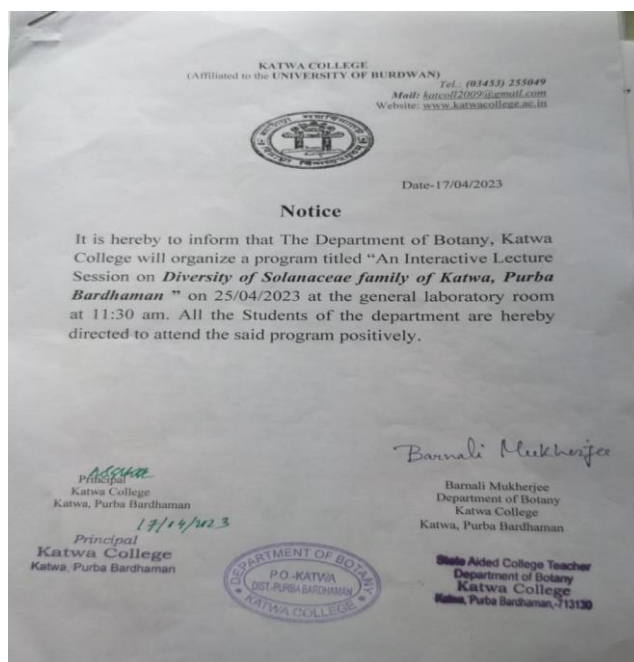 KATWA COLLEGE
(Affiliated to the UNIVERSITY OF BURDWAN)
Tel.: (03453) 255049
Mail: katcoll2009@gmail.com
Website: www.katwacollege.ac.in
Date-17/04/2023
Notice
It is hereby to inform that The Department of Botany, Katwa
College will organize a program titled “An Interactive Lecture
Session on Diversity of Solanaceae family of Katwa, Purba
Bardhaman ” on 25/04/2023 at the general laboratory room
at 11:30 am. All the Students of the department are hereby
directed to attend the said program positively.
Principal
Katwa College
Katwa, Purba Bardhaman
17/04/2023
Principal
Katwa College
Katwa, Purba Bardhaman
DEPARTMENT OF BOTANY
P.O.-KATWA
DIST.-PURBA BARDHAMAN
KATWA COLLEGE
Barnali Mukherjee
Barnali Mukherjee
Department of Botany
Katwa College
Katwa, Purba Bardhaman
State Aided College Teacher
Department of Botany
Katwa College
Katwa, Purba Bardhaman,-713130